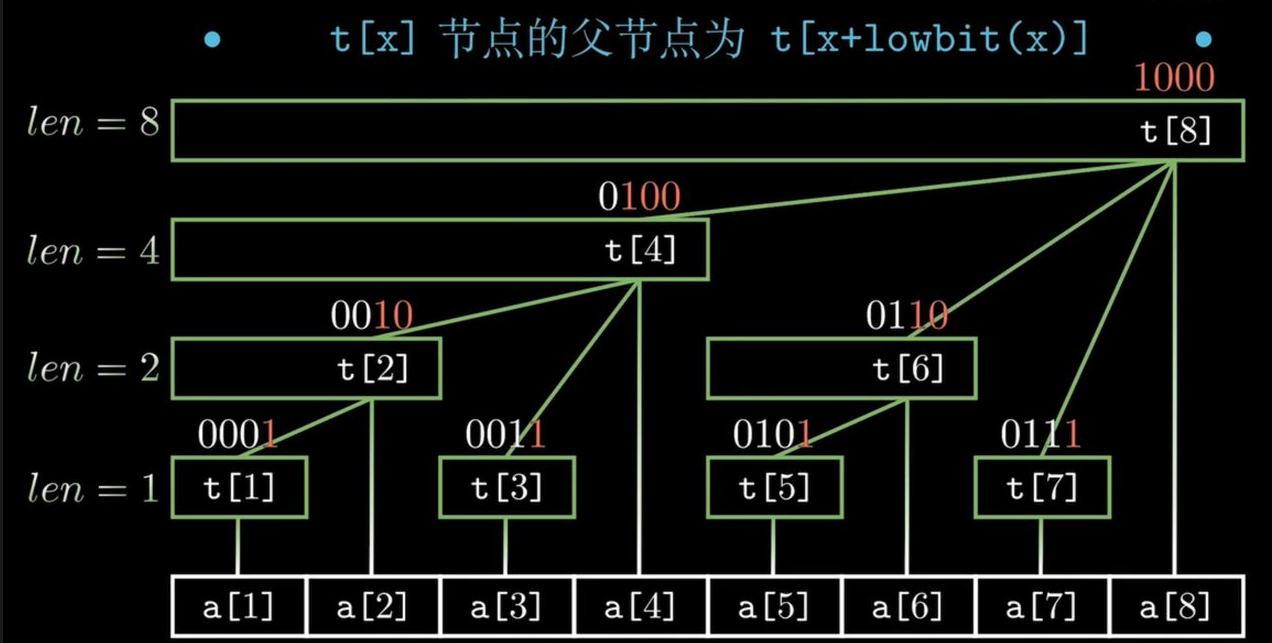 t[x] 节点的父节点为 t[x+lowbit(x)]
1000
len = 8
t[8]
0100
len = 4
t[4]
0010 0110
len = 2
t[2] t[6]
0001 0011 0101 0111
len = 1
t[1] t[3] t[5] t[7]
a[1] a[2] a[3] a[4] a[5] a[6] a[7] a[8]